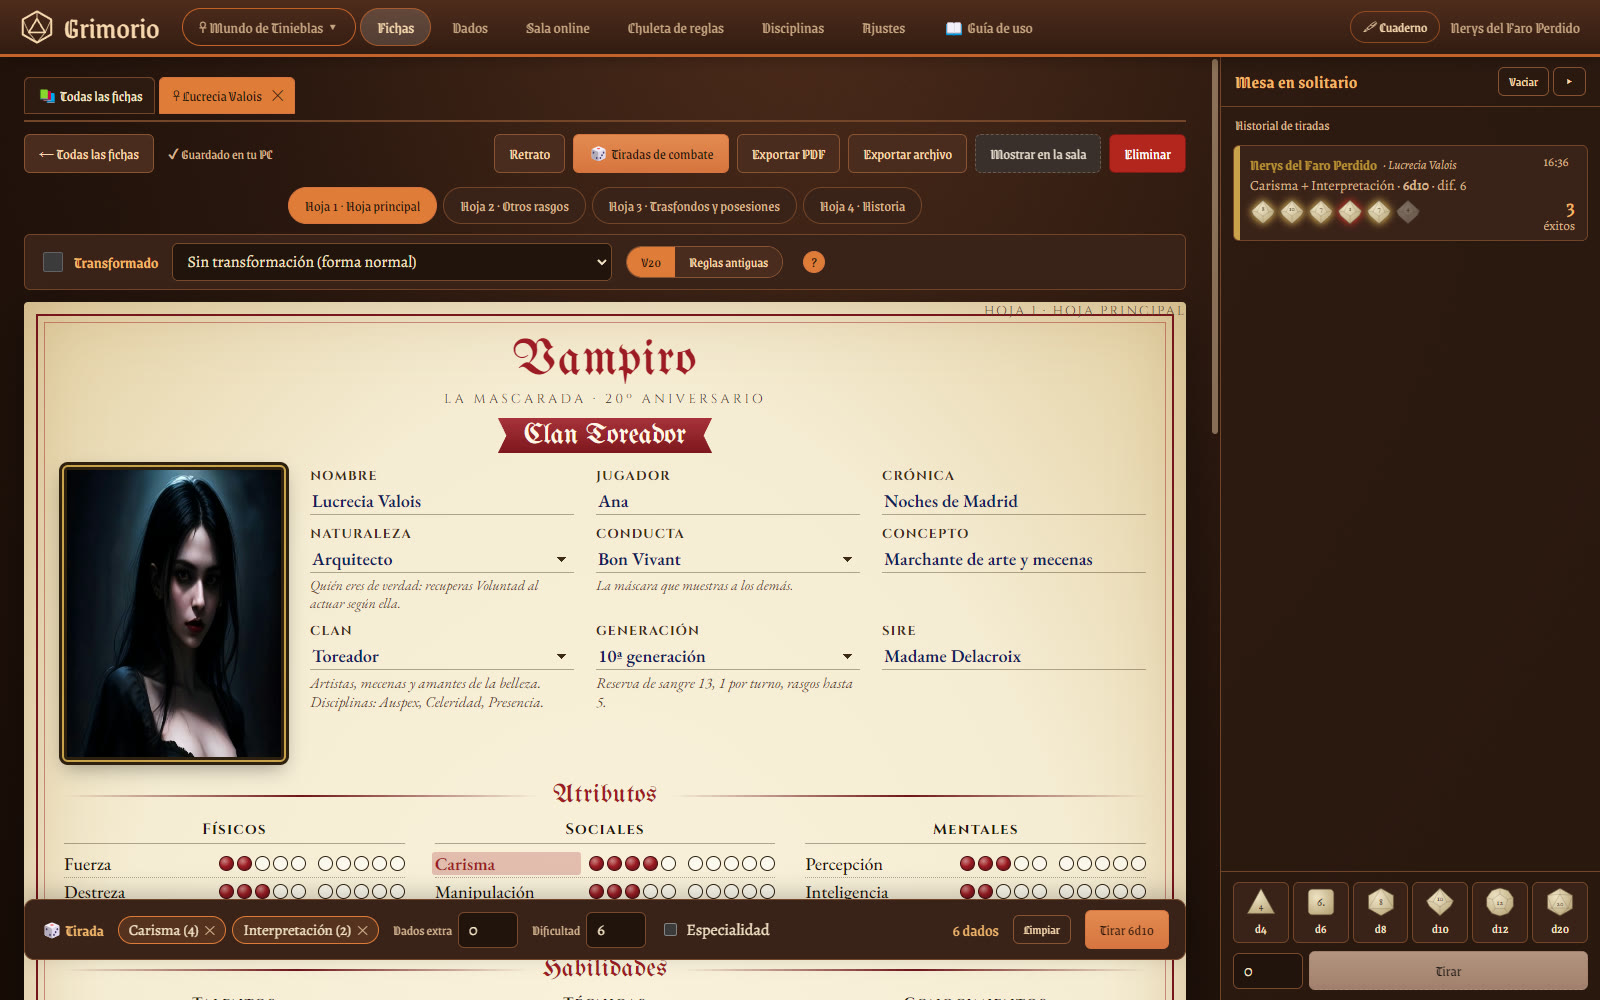 Grimorio
Mundo de Tinieblas
Fichas
Dados
Sala online
Chuleta de reglas
Disciplinas
Ajustes
Guía de uso
Cuaderno
Nerys del Faro Perdido
Todas las fichas
Lucrecia Valois
← Todas las fichas
✓ Guardado en tu PC
Retrato
Tiradas de combate
Exportar PDF
Exportar archivo
Mostrar en la sala
Eliminar
Hoja 1 · Hoja principal
Hoja 2 · Otros rasgos
Hoja 3 · Trasfondos y posesiones
Hoja 4 · Historia
Transformado
Sin transformación (forma normal)
V20
Reglas antiguas
?
HOJA 1 · HOJA PRINCIPAL
Vampiro
LA MASCARADA · 20º ANIVERSARIO
Clan Toreador
NOMBRE
Lucrecia Valois
JUGADOR
Ana
CRÓNICA
Noches de Madrid
NATURALEZA
Arquitecto
Quién eres de verdad: recuperas Voluntad al
actuar según ella.
CONDUCTA
Bon Vivant
La máscara que muestras a los demás.
CONCEPTO
Marchante de arte y mecenas
CLAN
Toreador
Artistas, mecenas y amantes de la belleza.
Disciplinas: Auspex, Celeridad, Presencia.
GENERACIÓN
10ª generación
Reserva de sangre 13, 1 por turno, rasgos hasta
5.
SIRE
Madame Delacroix
Atributos
FÍSICOS
SOCIALES
MENTALES
Fuerza
Carisma
Percepción
Destreza
Manipulación
Inteligencia
Tirada
Carisma (4) ×
Interpretación (2) ×
Dados extra
0
Dificultad
6
Especialidad
6 dados
Limpiar
Tirar 6d10
Habilidades
Mesa en solitario
Vaciar
Historial de tiradas
Nerys del Faro Perdido · Lucrecia Valois
16:36
Carisma + Interpretación · 6d10 · dif. 6
3
éxitos
d4
d6
d8
d10
d12
d20
0
Tirar